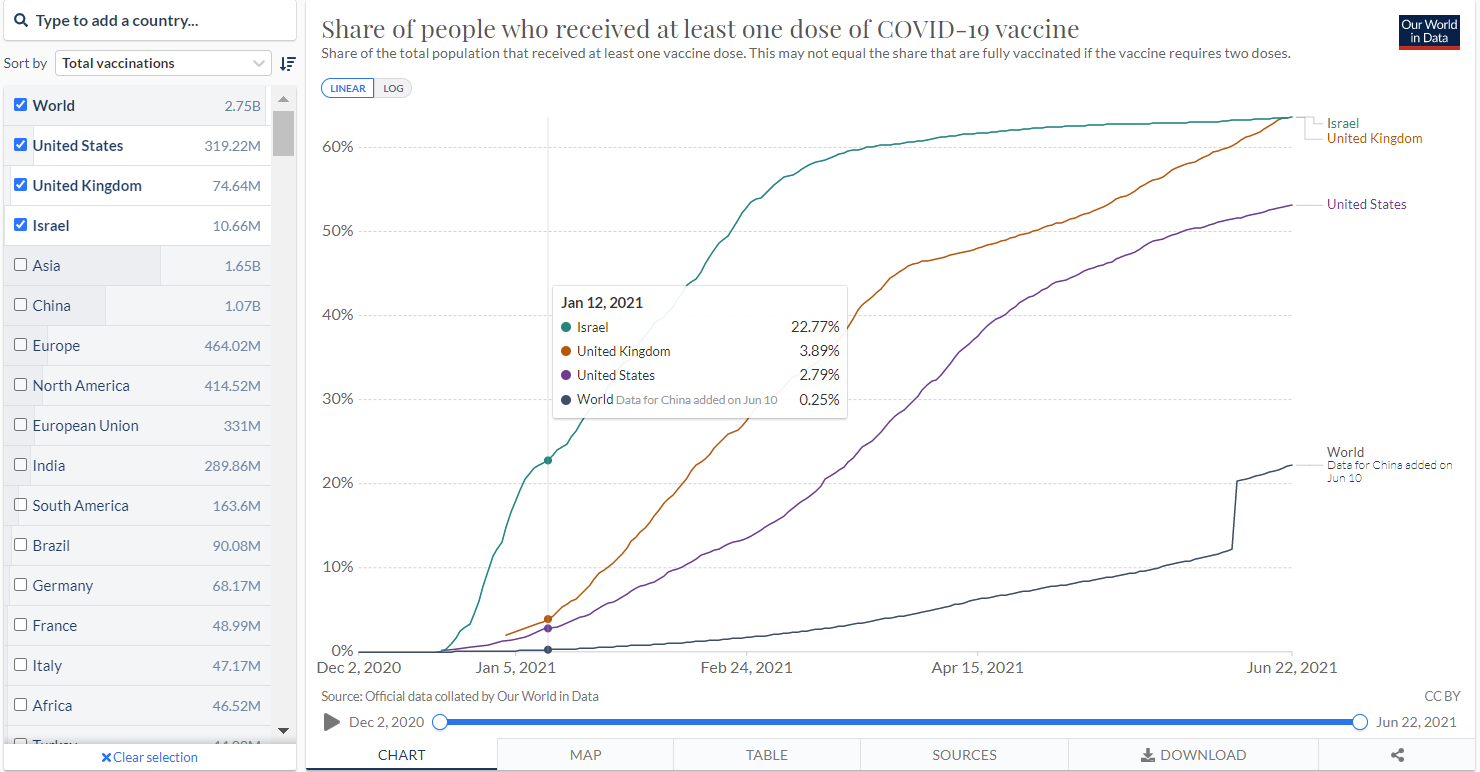 Type to add a country...
Sort by Total vaccinations
World 2.75B
United States 319.22M
United Kingdom 74.64M
Israel 10.66M
Asia 1.65B
China 1.07B
Europe 464.02M
North America 414.52M
European Union 331M
India 289.86M
South America 163.6M
Brazil 90.08M
Germany 68.17M
France 48.99M
Italy 47.17M
Africa 46.52M
Clear selection
Share of people who received at least one dose of COVID-19 vaccine
Share of the total population that received at least one vaccine dose. This may not equal the share that are fully vaccinated if the vaccine requires two doses.
Our World
in Data
LINEAR LOG
60%
50%
40%
30%
20%
10%
0%
Jan 12, 2021
Israel 22.77%
United Kingdom 3.89%
United States 2.79%
World Data for China added on Jun 10 0.25%
Israel
United Kingdom
United States
World
Data for China added on
Jun 10
Dec 2, 2020 Jan 5, 2021 Feb 24, 2021 Apr 15, 2021 Jun 22, 2021
Source: Official data collated by Our World in Data CC BY
Dec 2, 2020 Jun 22, 2021
CHART MAP TABLE SOURCES DOWNLOAD